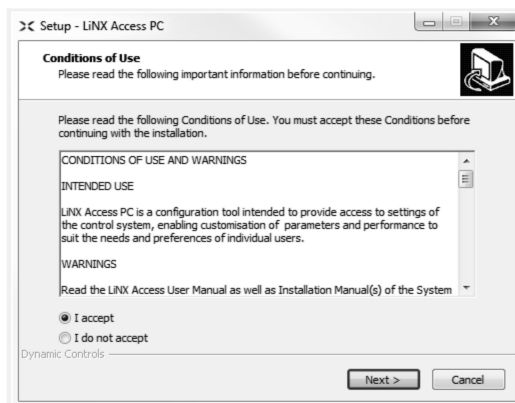 Setup - LiNX Access PC
Conditions of Use
Please read the following important information before continuing.
Please read the following Conditions of Use. You must accept these Conditions before
continuing with the installation.
CONDITIONS OF USE AND WARNINGS
INTENDED USE
LiNX Access PC is a configuration tool intended to provide access to settings of
the control system, enabling customisation of parameters and performance to
suit the needs and preferences of individual users.
WARNINGS
Read the LiNX Access User Manual as well as Installation Manual(s) of the System
I accept
I do not accept
Dynamic Controls
Next >
Cancel